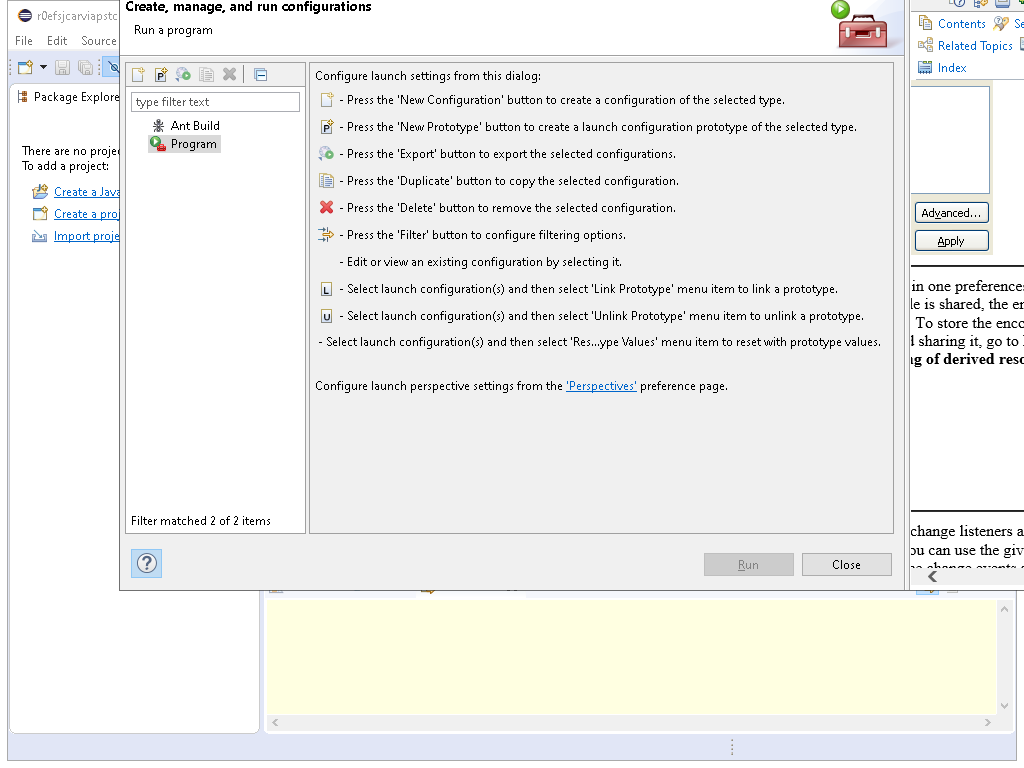 Create, manage, and run configurations
Run a program
r0efsjcarviapstc
File Edit Source
Package Explore
There are no projec
To add a project:
Create a Java
Create a proj
Import proje
type filter text
Ant Build
Program
Filter matched 2 of 2 items
Configure launch settings from this dialog:
- Press the 'New Configuration' button to create a configuration of the selected type.
- Press the 'New Prototype' button to create a launch configuration prototype of the selected type.
- Press the 'Export' button to export the selected configurations.
- Press the 'Duplicate' button to copy the selected configuration.
- Press the 'Delete' button to remove the selected configuration.
- Press the 'Filter' button to configure filtering options.
- Edit or view an existing configuration by selecting it.
- Select launch configuration(s) and then select 'Link Prototype' menu item to link a prototype.
- Select launch configuration(s) and then select 'Unlink Prototype' menu item to unlink a prototype.
- Select launch configuration(s) and then select 'Res...ype Values' menu item to reset with prototype values.
Configure launch perspective settings from the 'Perspectives' preference page.
Run
Close
Contents Se
Related Topics
Index
Advanced...
Apply
in one preferences
le is shared, the en
To store the enco
sharing it, go to
ng of derived reso
change listeners a
ou can use the giv